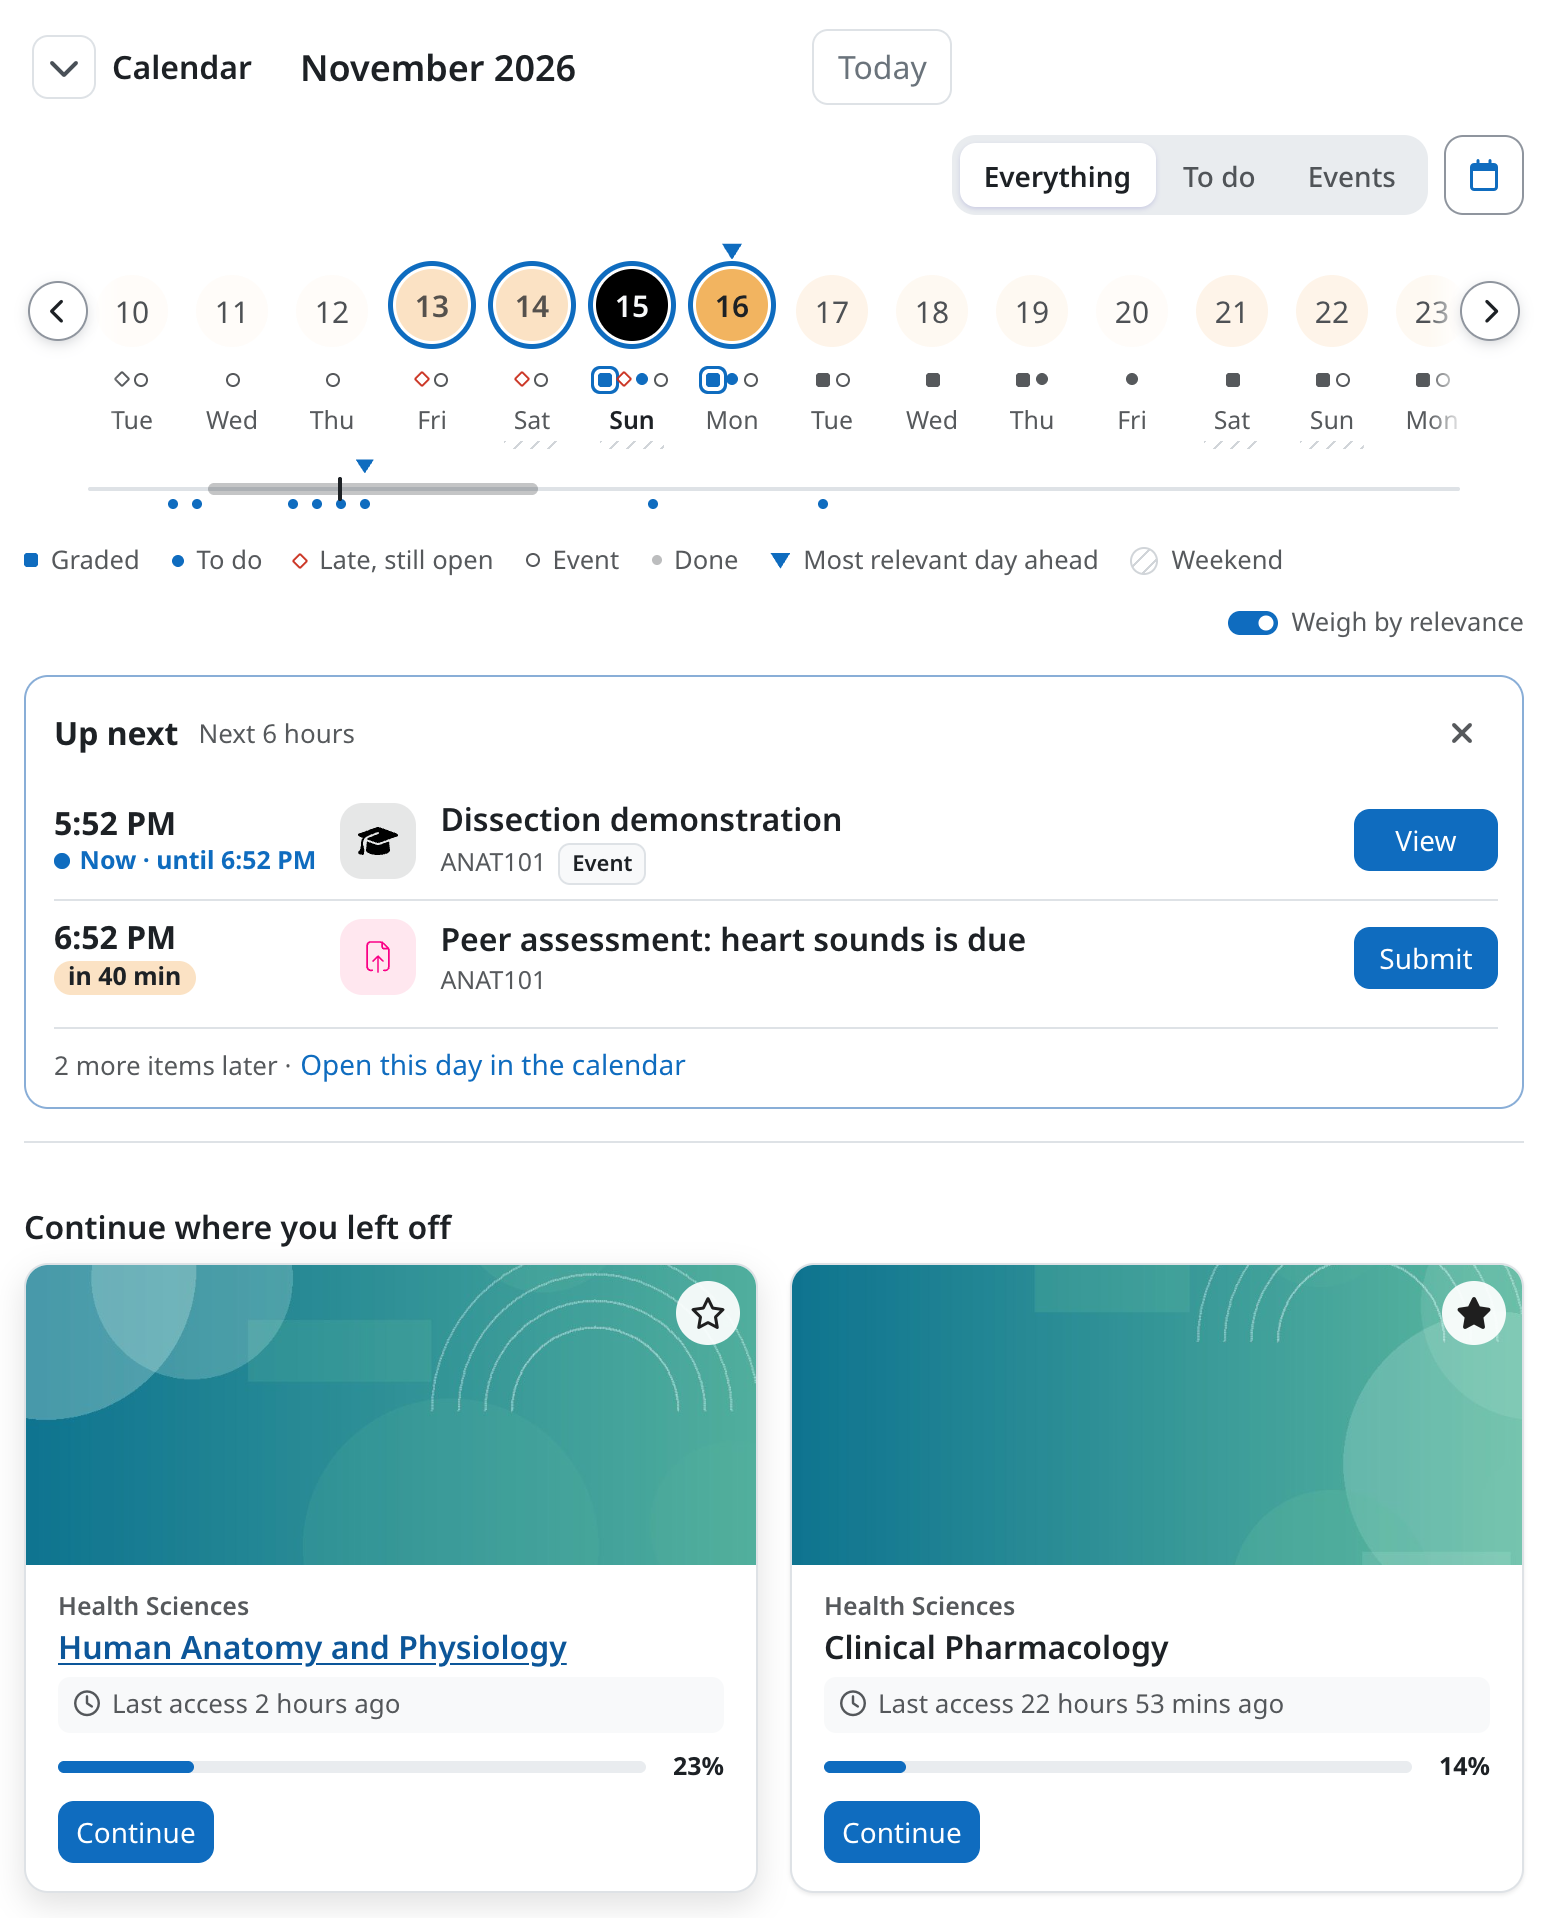 Calendar November 2026 Today
Everything To do Events
10 11 12 13 14 15 16 17 18 19 20 21 22 23
Tue Wed Thu Fri Sat Sun Mon Tue Wed Thu Fri Sat Sun Mon
Graded To do Late, still open Event Done Most relevant day ahead Weekend
Weigh by relevance
Up next Next 6 hours
5:52 PM
Now · until 6:52 PM
Dissection demonstration
ANAT101 Event
View
6:52 PM
in 40 min
Peer assessment: heart sounds is due
ANAT101
Submit
2 more items later · Open this day in the calendar
Continue where you left off
Health Sciences
Human Anatomy and Physiology
Last access 2 hours ago
23%
Continue
Health Sciences
Clinical Pharmacology
Last access 22 hours 53 mins ago
14%
Continue